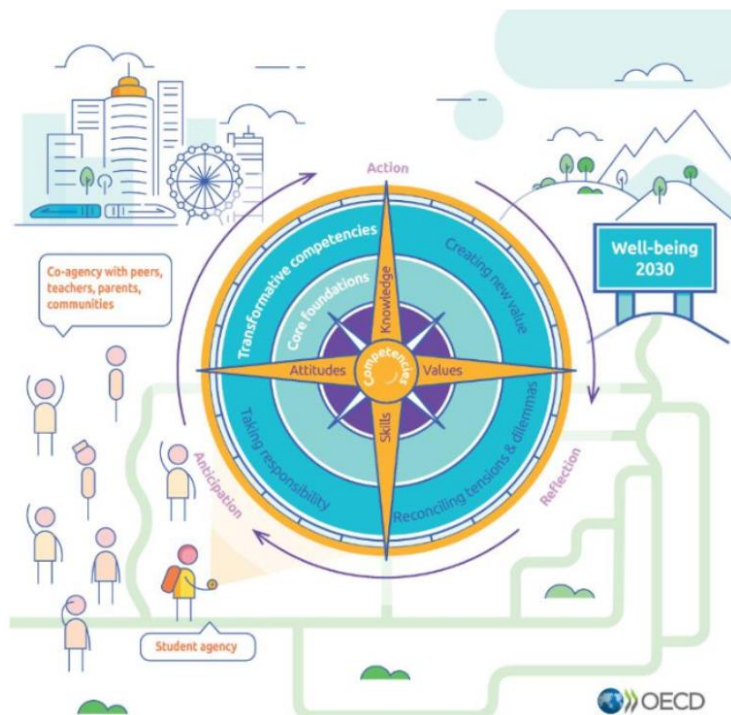 Action
Transformative competencies
Creating new value
Core foundations
Knowledge
Well-being
2030
Co-agency with peers,
teachers, parents,
communities
Attitudes
Competencies
Values
Skills
Taking responsibility
Reconciling tensions & dilemmas
Anticipation
Reflection
Student agency
OECD